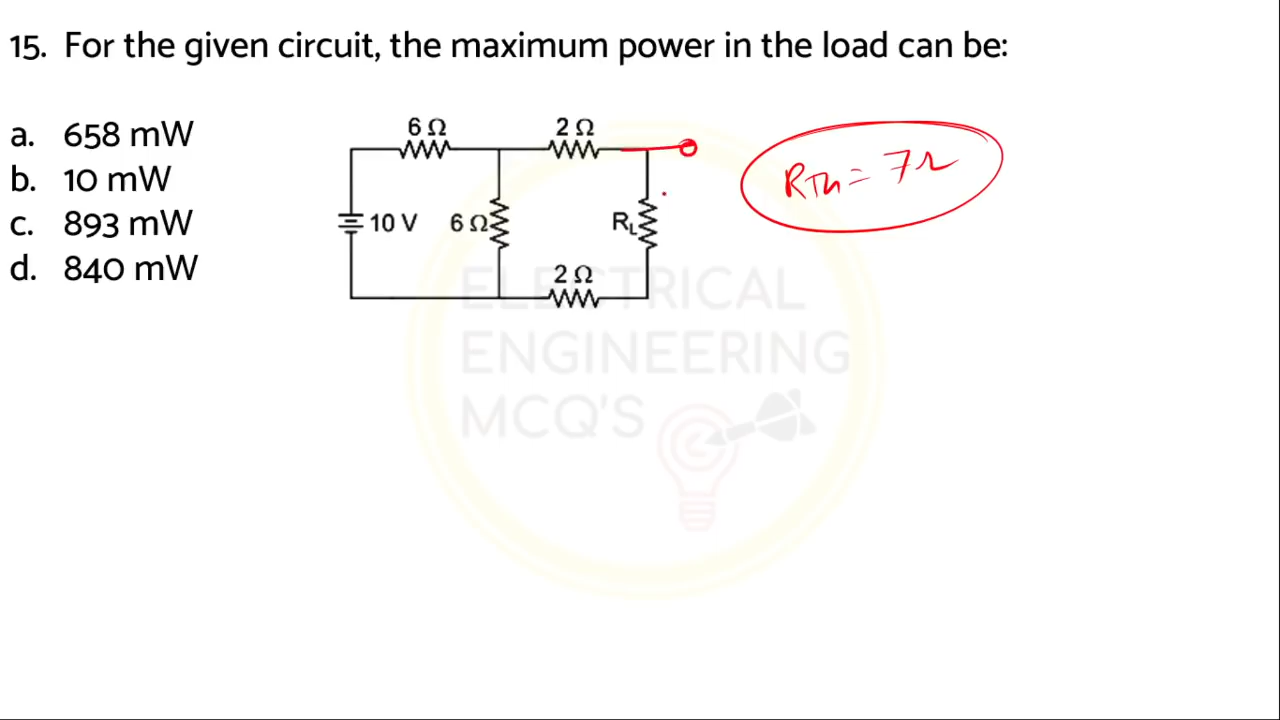 15. For the given circuit, the maximum power in the load can be:
a. 658 mW
b. 10 mW
c. 893 mW
d. 840 mW
6 Ω
2 Ω
10 V
6 Ω
RL
2 Ω
RTh = 7Ω
ELECTRICAL
ENGINEERING
MCQ'S